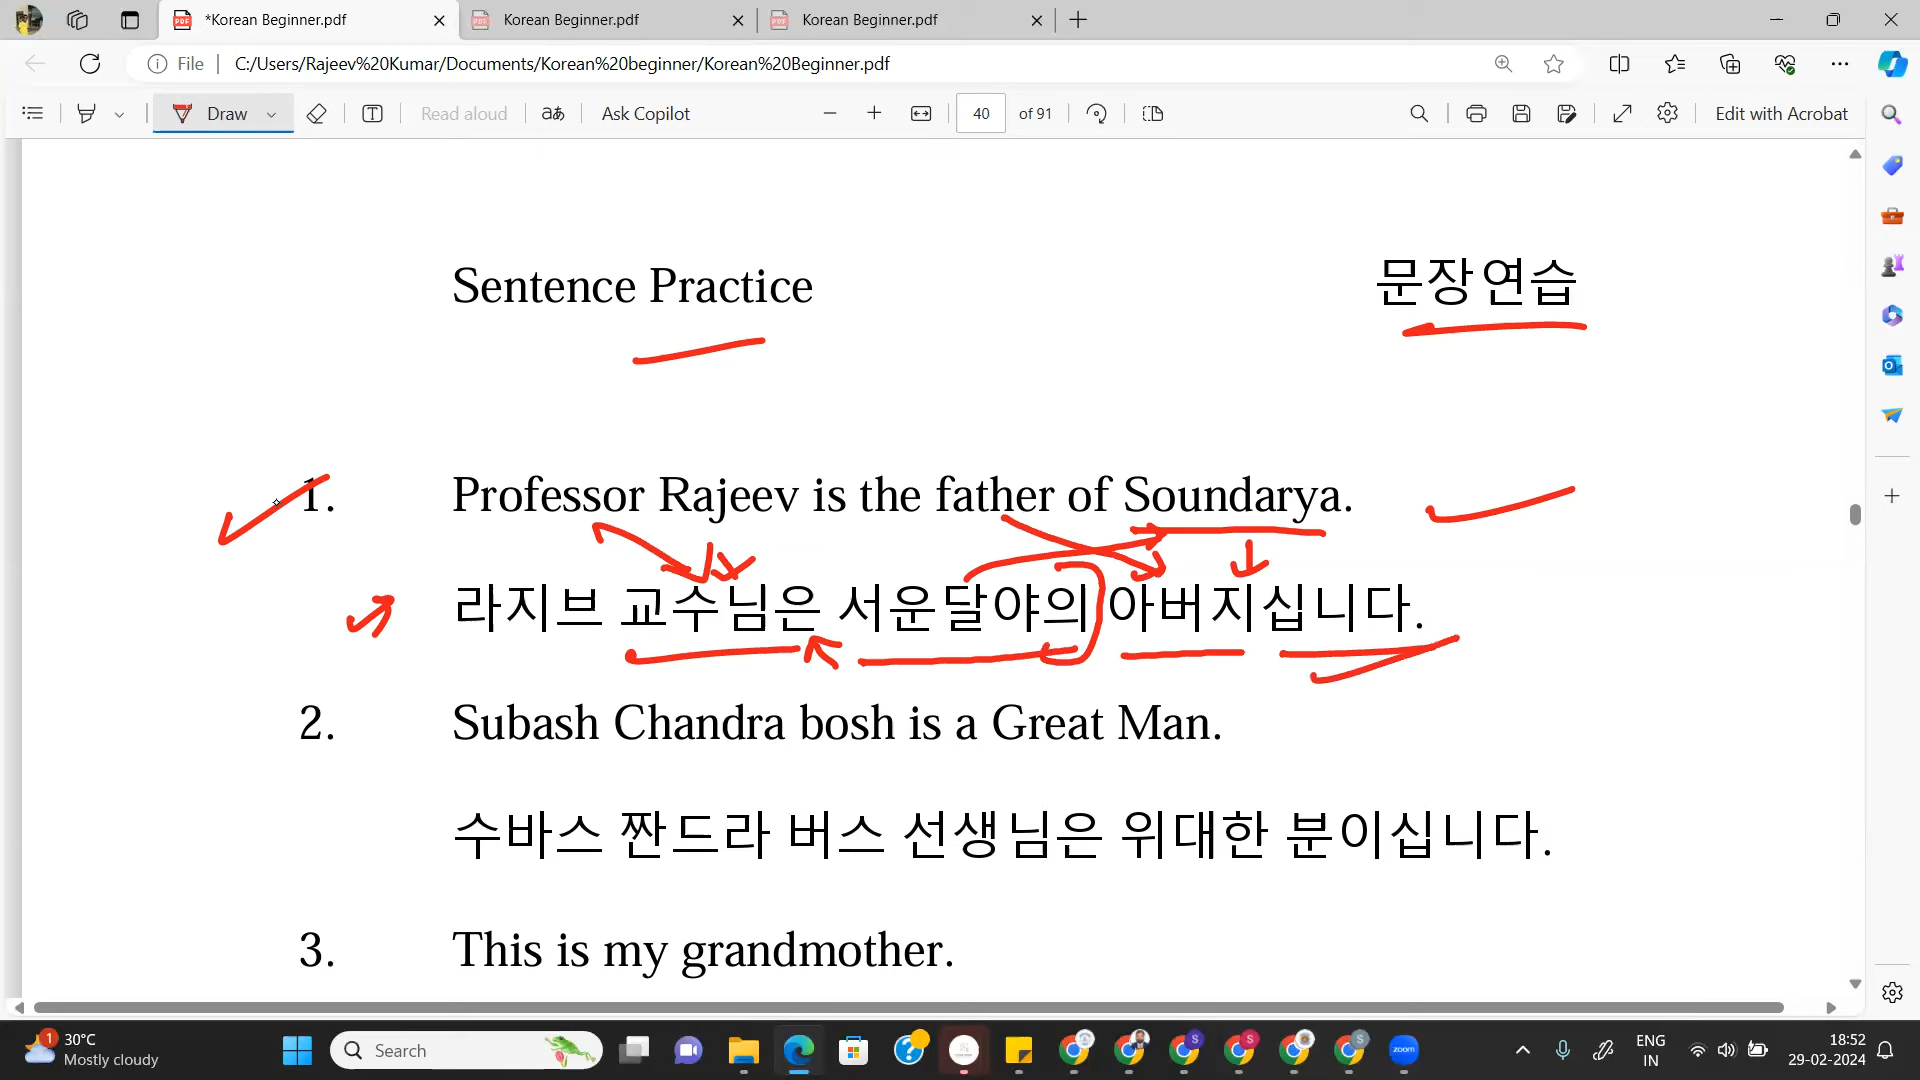 *Korean Beginner.pdf
Korean Beginner.pdf
Korean Beginner.pdf
File
C:/Users/Rajeev%20Kumar/Documents/Korean%20beginner/Korean%20Beginner.pdf
Draw
Read aloud
aあ
Ask Copilot
40 of 91
Edit with Acrobat
Sentence Practice 문장연습
1. Professor Rajeev is the father of Soundarya.
라지브 교수님은 서운달야의 아버지십니다.
2. Subash Chandra bosh is a Great Man.
수바스 짠드라 버스 선생님은 위대한 분이십니다.
3. This is my grandmother.
1
30°C
Mostly cloudy
Search
zoom
ENG
IN
18:52
29-02-2024